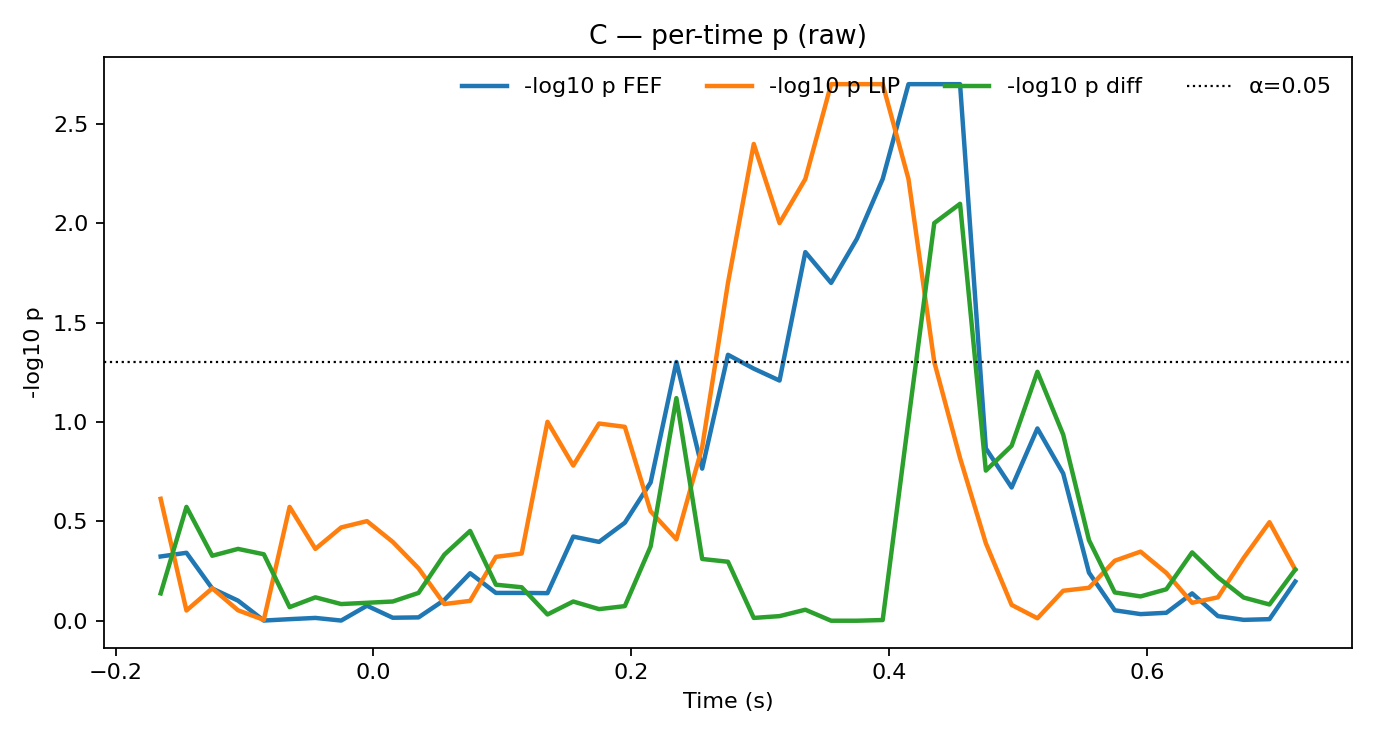 C — per-time p (raw)
-log10 p FEF
-log10 p LIP
-log10 p diff
α=0.05
-log10 p
2.5
2.0
1.5
1.0
0.5
0.0
−0.2
0.0
0.2
0.4
0.6
Time (s)